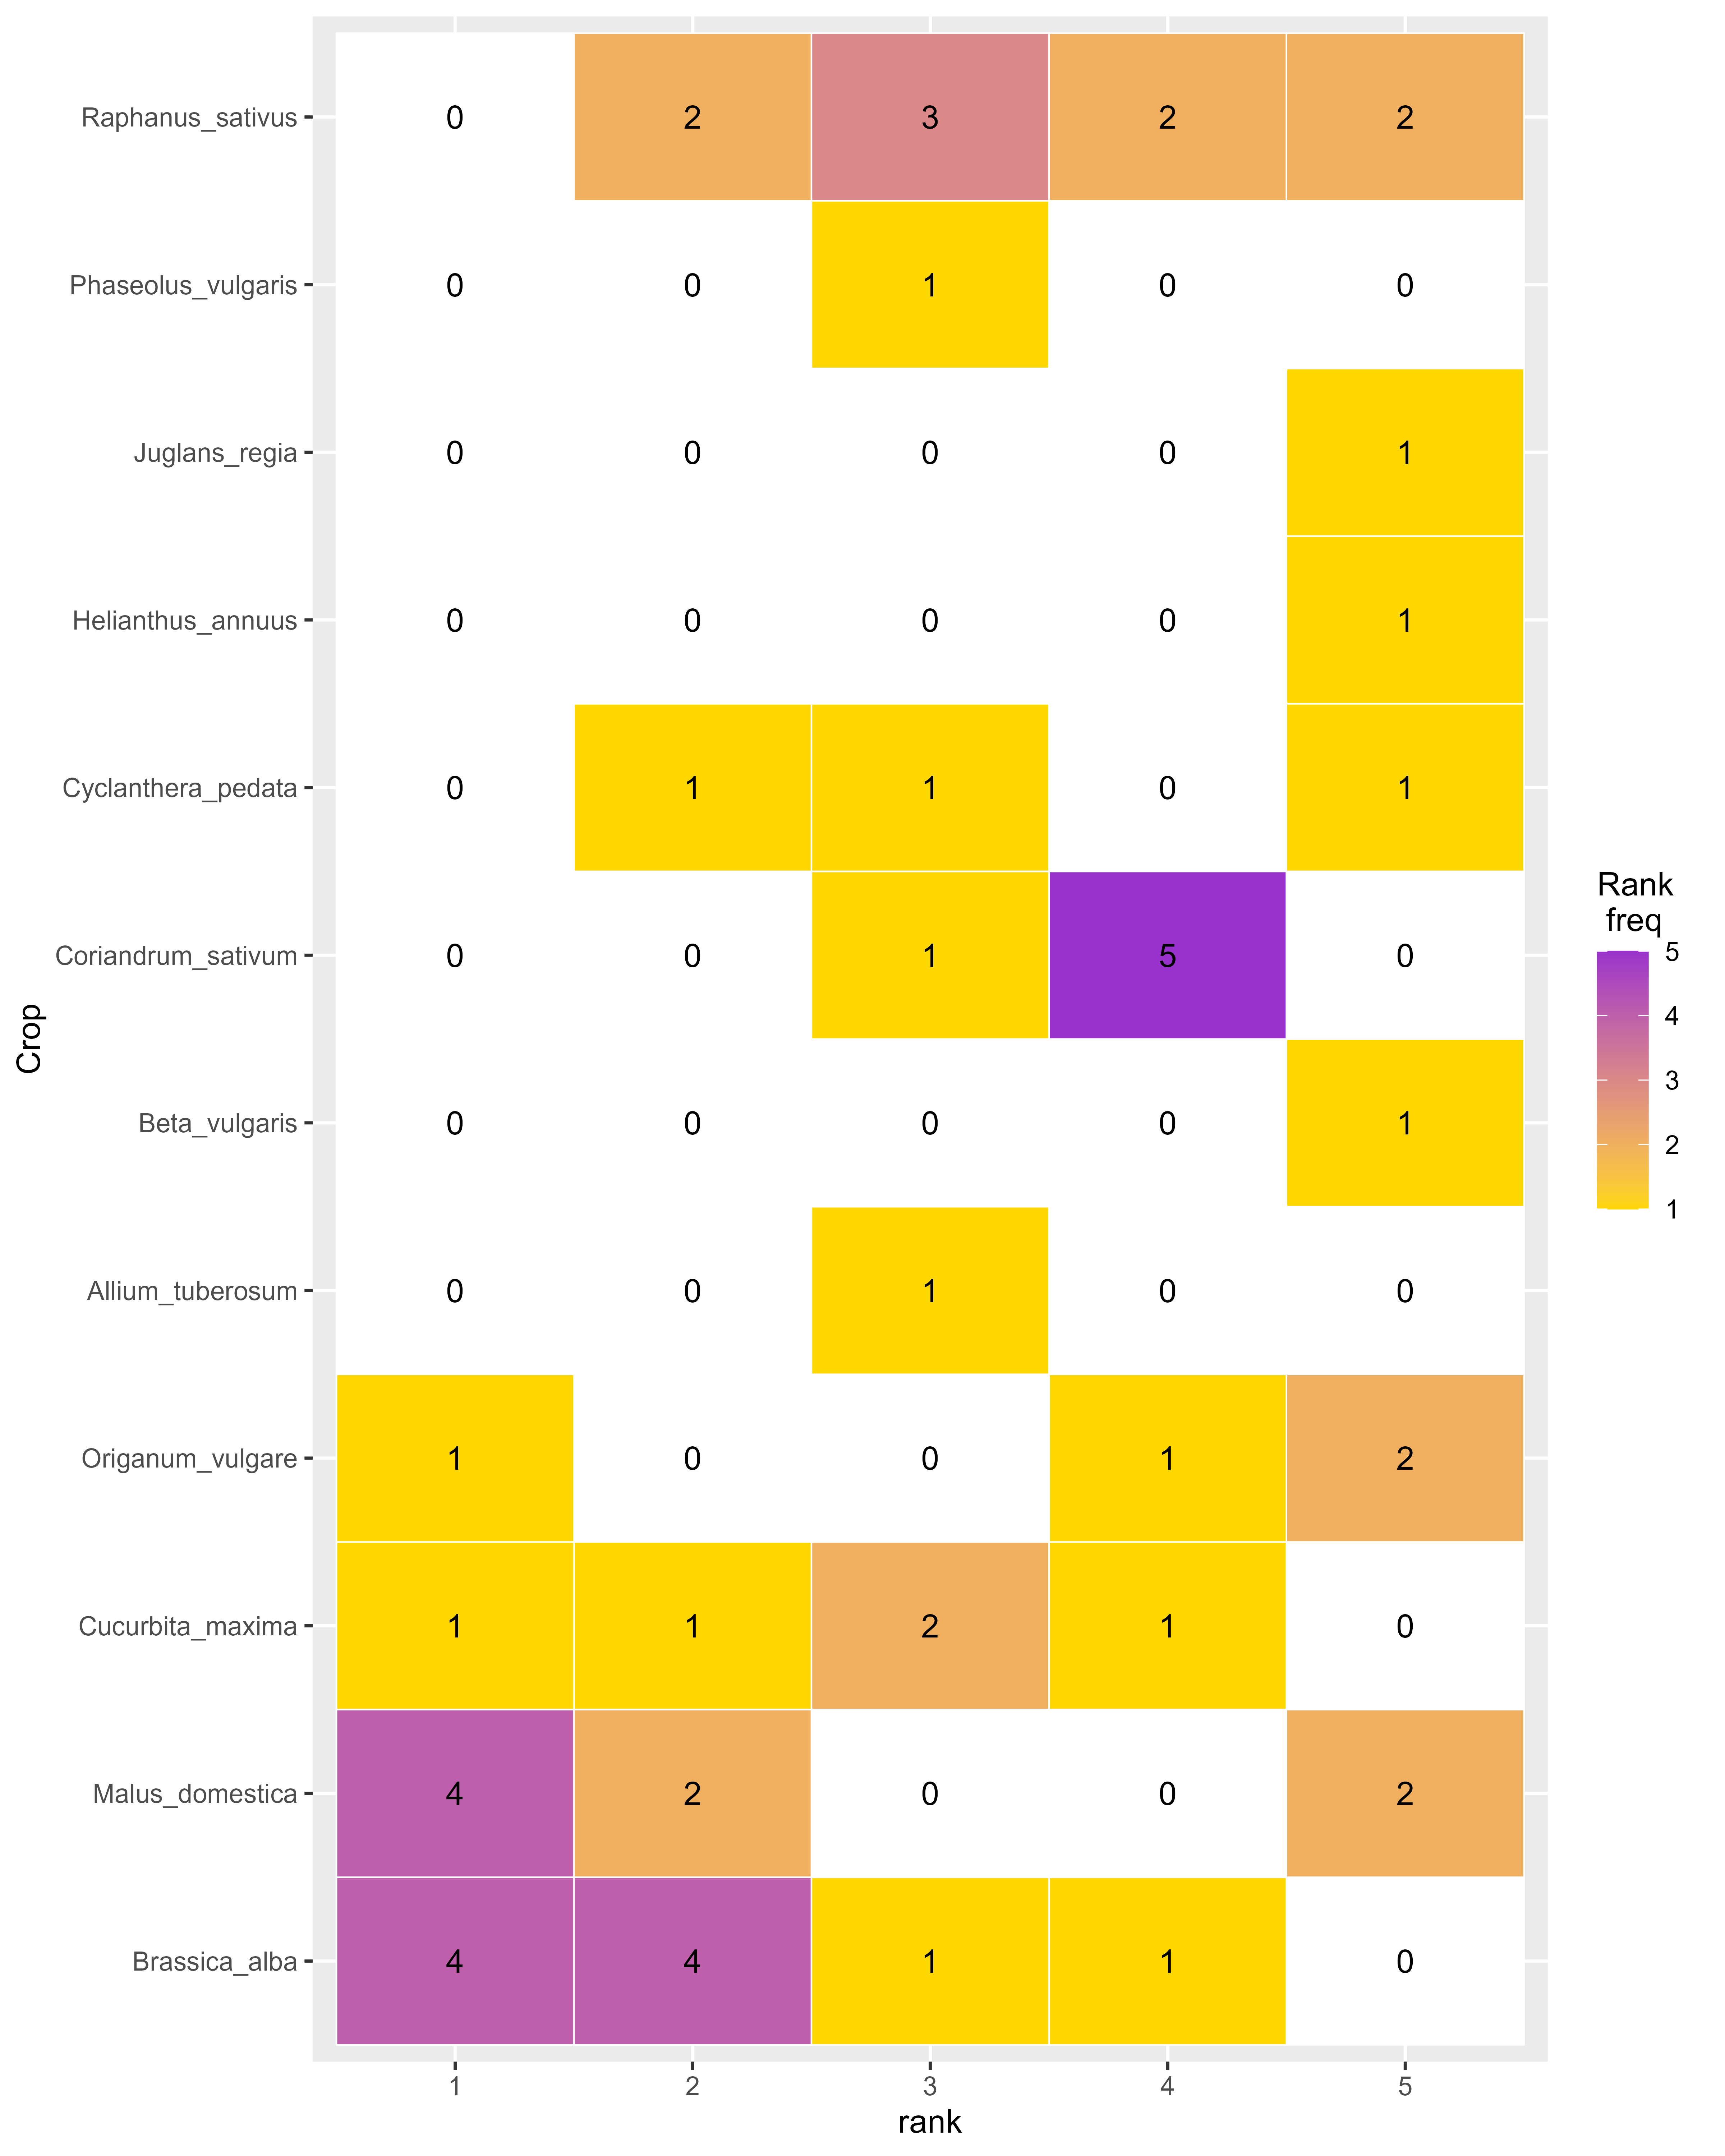 Raphanus_sativus 0 2 3 2 2
Phaseolus_vulgaris 0 0 1 0 0
Juglans_regia 0 0 0 0 1
Helianthus_annuus 0 0 0 0 1
Cyclanthera_pedata 0 1 1 0 1
Coriandrum_sativum 0 0 1 5 0
Beta_vulgaris 0 0 0 0 1
Allium_tuberosum 0 0 1 0 0
Origanum_vulgare 1 0 0 1 2
Cucurbita_maxima 1 1 2 1 0
Malus_domestica 4 2 0 0 2
Brassica_alba 4 4 1 1 0
1 2 3 4 5
rank
Crop
Rank
freq
5
4
3
2
1